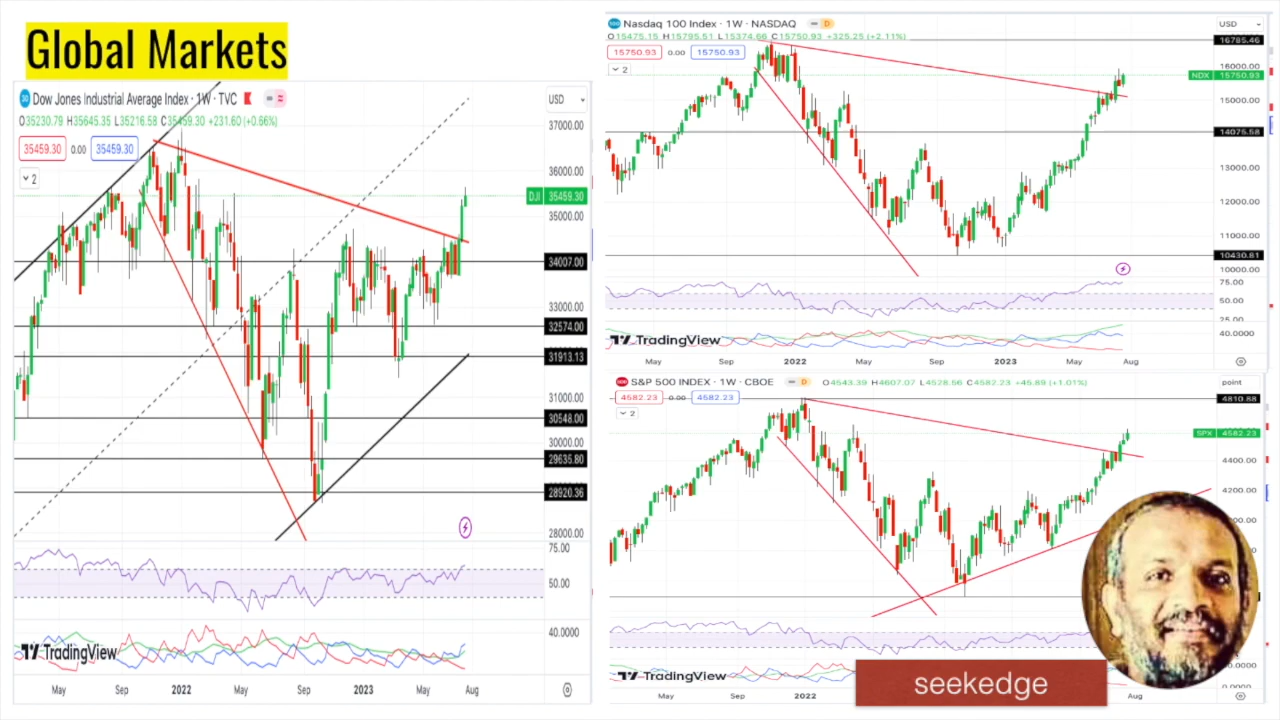 Global Markets
Dow Jones Industrial Average Index · 1W · TVC
USD
O35230.79 H35645.35 L35216.58 C35459.30 +231.60 (+0.66%)
35459.30 0.00 35459.30
2
37000.00
36000.00
DJI 35459.30
35000.00
34007.00
33000.00
32574.00
31913.13
31000.00
30548.00
30000.00
29635.80
28920.36
28000.00
75.00
50.00
40.0000
TradingView
May Sep 2022 May Sep 2023 May Aug
Nasdaq 100 Index · 1W · NASDAQ D
USD
O15475.15 H15795.51 L15374.66 C15750.93 +325.25 (+2.11%)
15750.93 0.00 15750.93
2
16785.46
16000.00
NDX 15750.93
15000.00
14075.58
13000.00
12000.00
11000.00
10430.81
10000.00
75.00
50.00
25.00
40.0000
TradingView
May Sep 2022 May Sep 2023 May Aug
S&P 500 INDEX · 1W · CBOE D O4543.39 H4607.07 L4528.56 C4582.23 +45.89 (+1.01%)
point
4582.23 0.00 4582.23
2
4810.88
SPX 4582.23
4400.00
4200.00
TradingView
May Sep 2022 Aug
seekedge